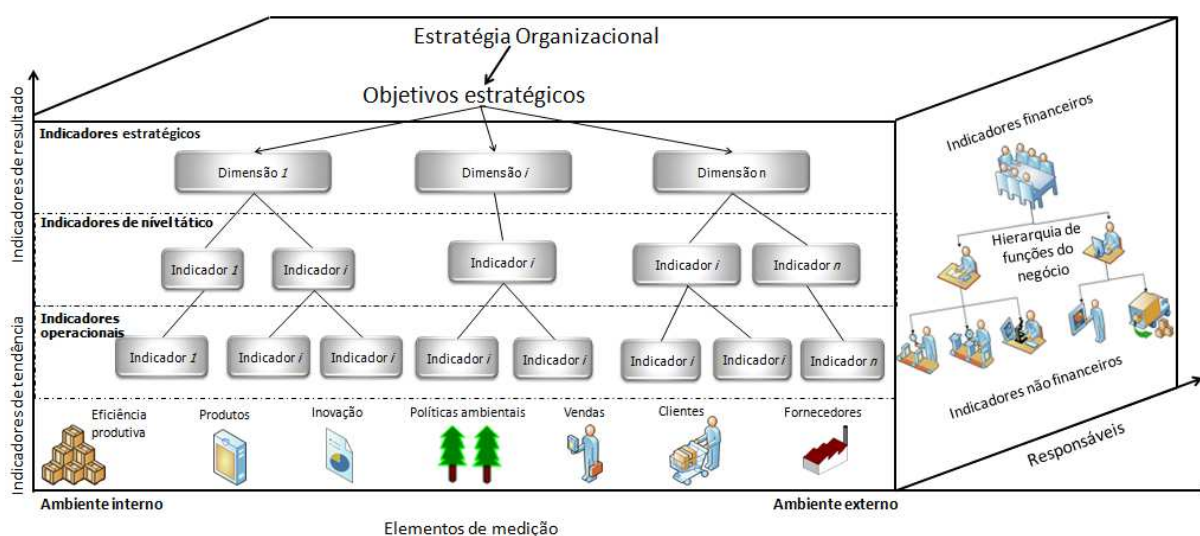 Estratégia Organizacional
Objetivos estratégicos
Indicadores de resultado
Indicadores de tendência
Indicadores estratégicos
Dimensão 1
Dimensão i
Dimensão n
Indicadores de nível tático
Indicador 1
Indicador i
Indicador i
Indicador i
Indicador n
Indicadores
operacionais
Indicador 1
Indicador i
Indicador i
Indicador i
Indicador i
Indicador i
Indicador i
Indicador n
Eficiência
produtiva
Produtos
Inovação
Políticas ambientais
Vendas
Clientes
Fornecedores
Ambiente interno
Ambiente externo
Elementos de medição
Indicadores financeiros
Hierarquia de
funções do
negócio
Indicadores não financeiros
Responsáveis